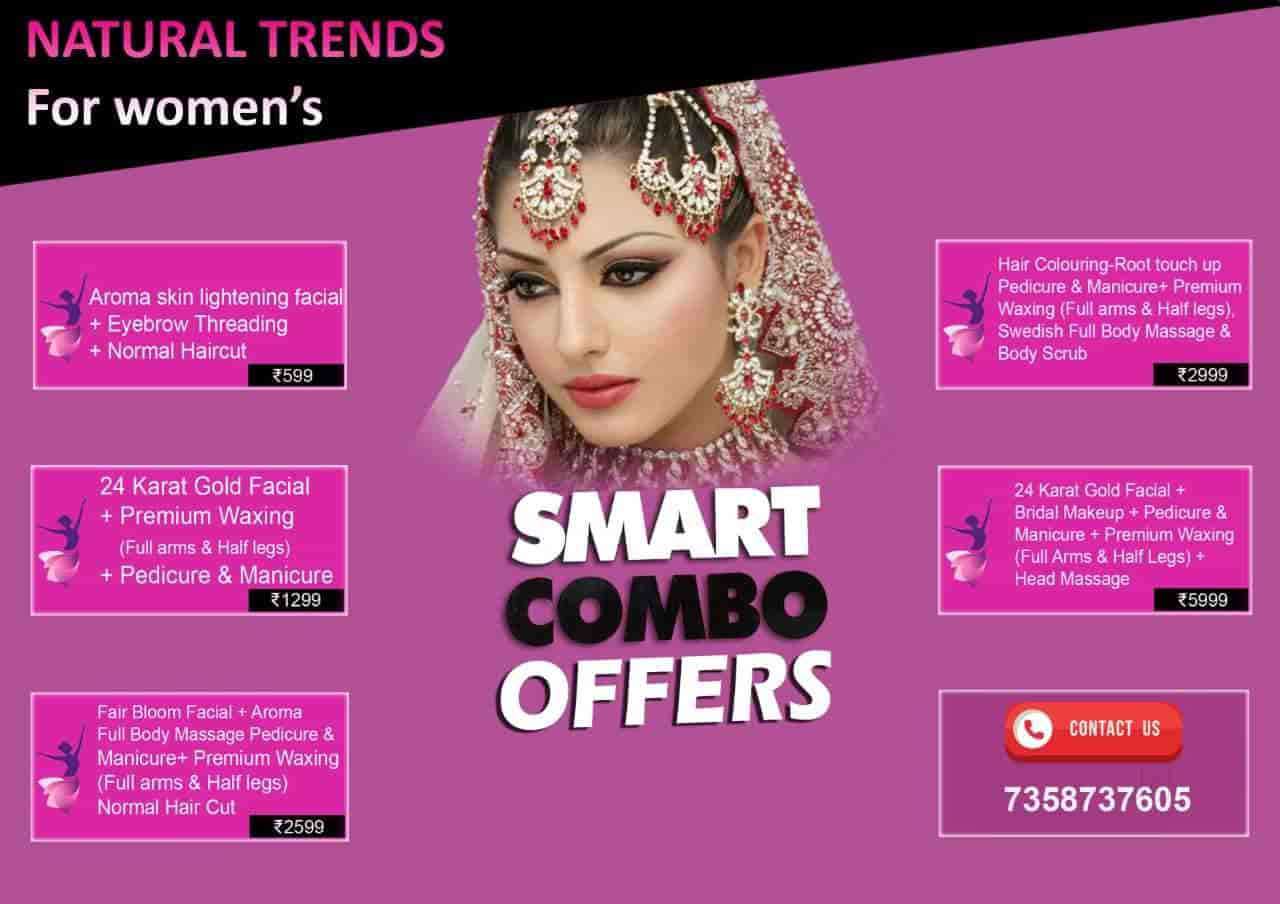 NATURAL TRENDS
For women's
Aroma skin lightening facial
+ Eyebrow Threading
+ Normal Haircut
₹599
24 Karat Gold Facial
+ Premium Waxing
(Full arms & Half legs)
+ Pedicure & Manicure
₹1299
Fair Bloom Facial + Aroma
Full Body Massage Pedicure &
Manicure+ Premium Waxing
(Full arms & Half legs)
Normal Hair Cut
₹2599
SMART
COMBO
OFFERS
Hair Colouring-Root touch up
Pedicure & Manicure+ Premium
Waxing (Full arms & Half legs),
Swedish Full Body Massage &
Body Scrub
₹2999
24 Karat Gold Facial +
Bridal Makeup + Pedicure &
Manicure + Premium Waxing
(Full Arms & Half Legs) +
Head Massage
₹5999
CONTACT US
7358737605